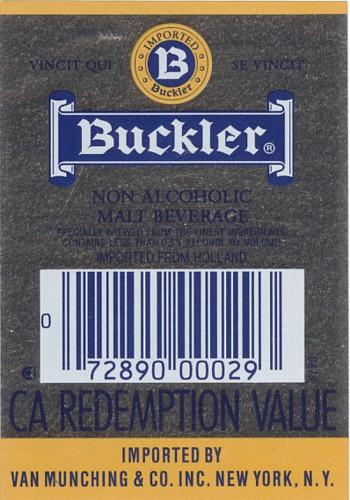 IMPORTED
B
Buckler
VINCIT QUI SE VINCIT
Buckler®
NON ALCOHOLIC
MALT BEVERAGE
SPECIALLY BREWED FROM THE FINEST INGREDIENTS
CONTAINS LESS THAN 0.5% ALCOHOL BY VOLUME
IMPORTED FROM HOLLAND
0
72890 00029
CA REDEMPTION VALUE
IMPORTED BY
VAN MUNCHING & CO. INC. NEW YORK, N.Y.